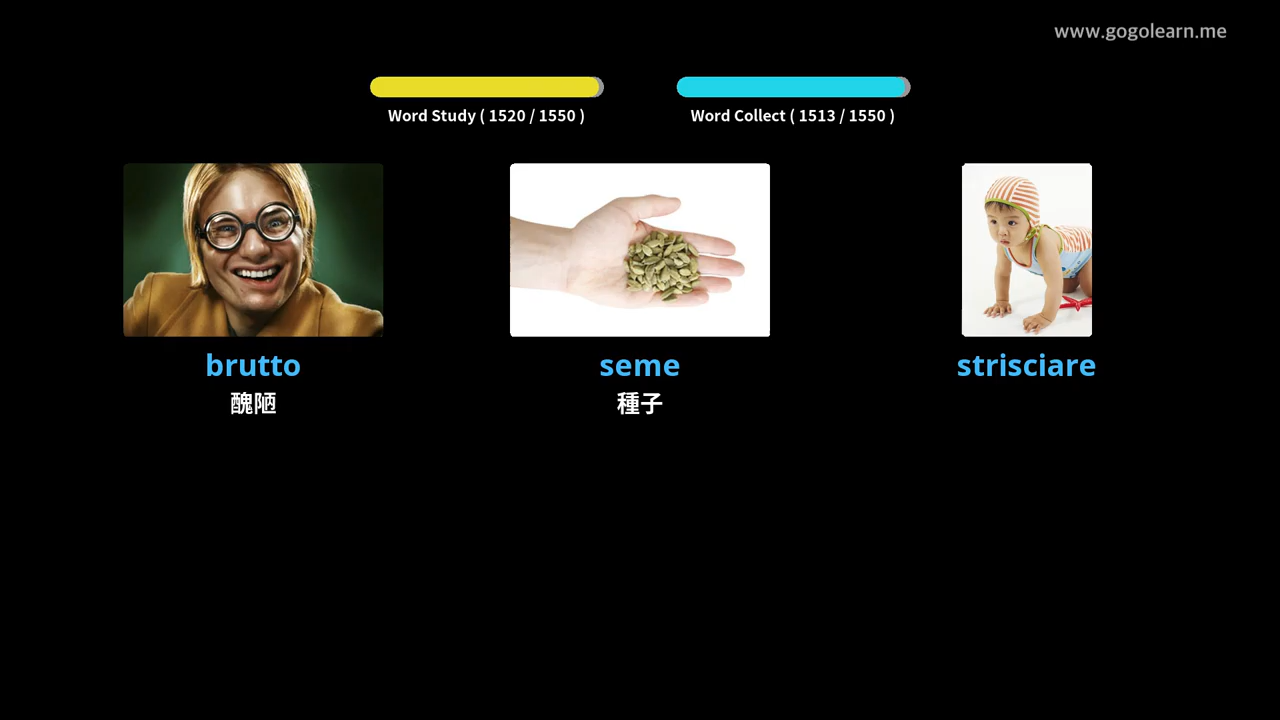 www.gogolearn.me
Word Study ( 1520 / 1550 )
Word Collect ( 1513 / 1550 )
brutto
醜陋
seme
種子
strisciare